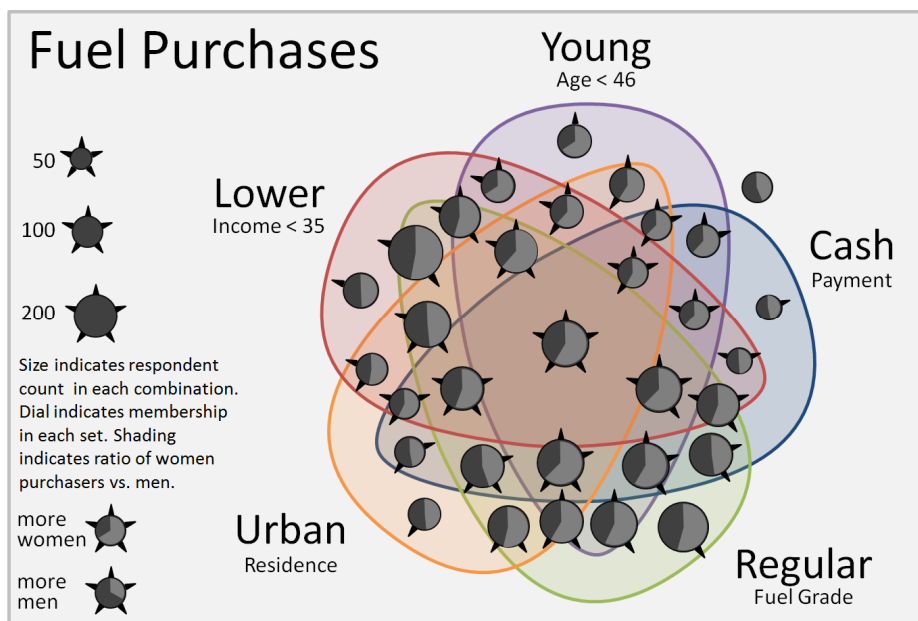 Fuel Purchases
Young
Age < 46
Lower
Income < 35
Cash
Payment
50
100
200
Size indicates respondent
count in each combination.
Dial indicates membership
in each set. Shading
indicates ratio of women
purchasers vs. men.
more
women
more
men
Urban
Residence
Regular
Fuel Grade